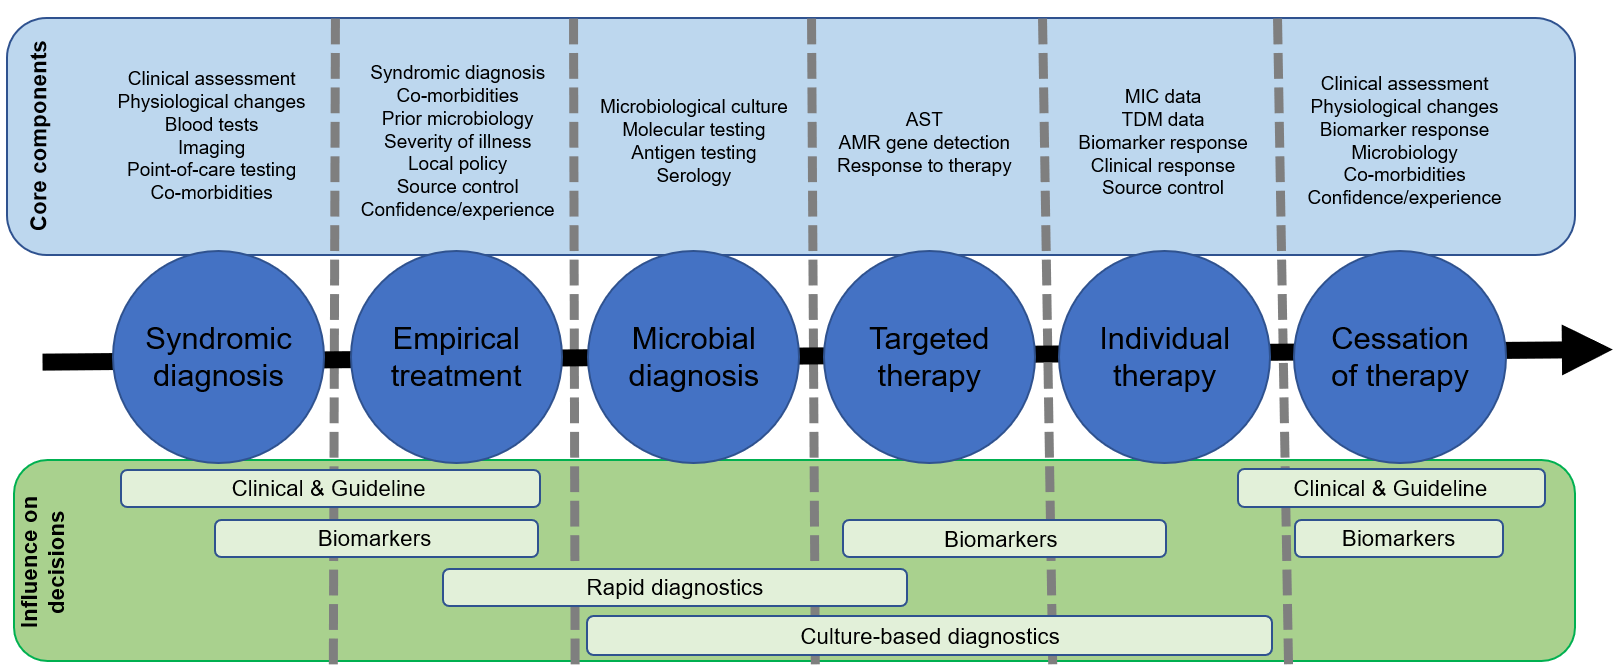 Core components
Clinical assessment
Physiological changes
Blood tests
Imaging
Point-of-care testing
Co-morbidities
Syndromic diagnosis
Co-morbidities
Prior microbiology
Severity of illness
Local policy
Source control
Confidence/experience
Microbiological culture
Molecular testing
Antigen testing
Serology
AST
AMR gene detection
Response to therapy
MIC data
TDM data
Biomarker response
Clinical response
Source control
Clinical assessment
Physiological changes
Biomarker response
Microbiology
Co-morbidities
Confidence/experience
Syndromic
diagnosis
Empirical
treatment
Microbial
diagnosis
Targeted
therapy
Individual
therapy
Cessation
of therapy
Influence on
decisions
Clinical & Guideline
Clinical & Guideline
Biomarkers
Biomarkers
Biomarkers
Rapid diagnostics
Culture-based diagnostics